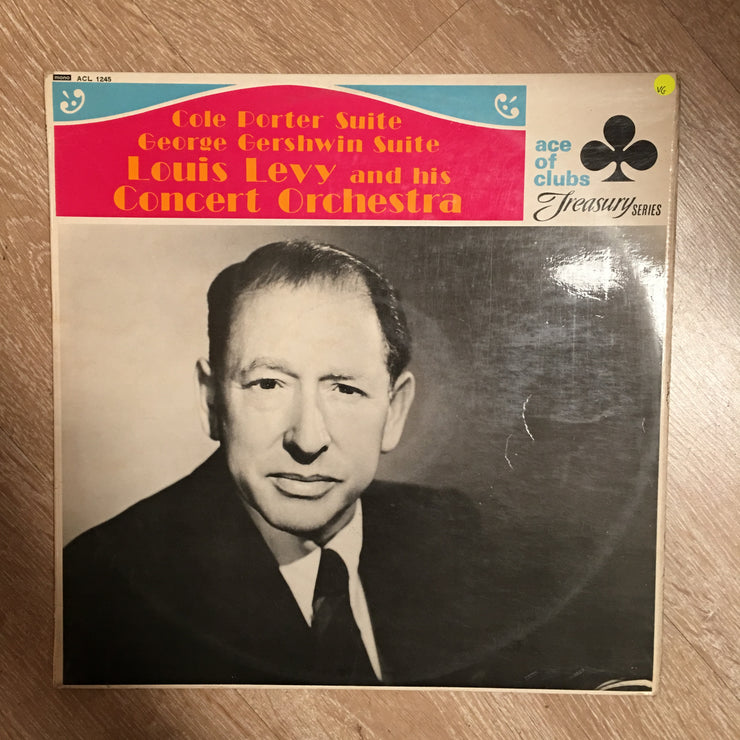 mono ACL 1245
VG
Cole Porter Suite
George Gershwin Suite
Louis Levy and his
Concert Orchestra
ace
of
clubs
Treasury SERIES